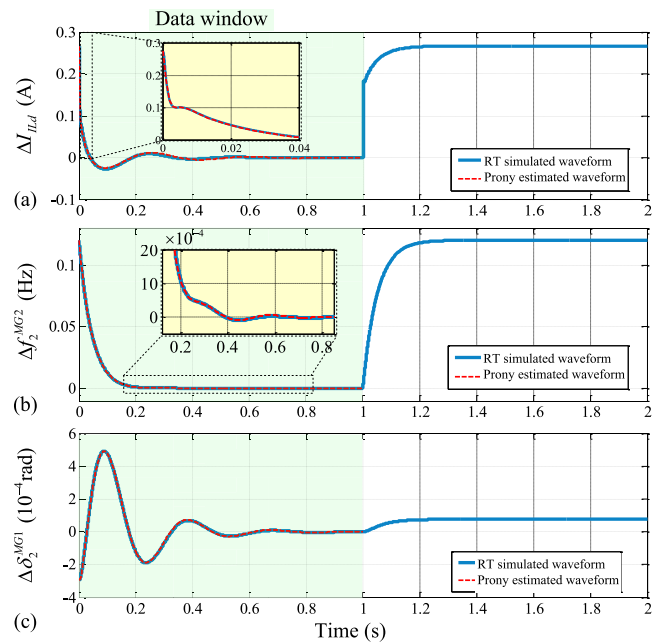 Data window
ΔI_ILd (A)
0.3
0.2
0.1
0
-0.1
0.3
0.2
0.1
0
0
0.02
0.04
RT simulated waveform
Prony estimated waveform
(a)
0 0.2 0.4 0.6 0.8 1 1.2 1.4 1.6 1.8 2
Δf_2^MG2 (Hz)
0.1
0.05
0
×10^-4
20
10
0
0.2 0.4 0.6 0.8
RT simulated waveform
Prony estimated waveform
(b)
0 0.2 0.4 0.6 0.8 1 1.2 1.4 1.6 1.8 2
Δδ_2^MG1 (10^-4rad)
6
4
2
0
-2
-4
RT simulated waveform
Prony estimated waveform
(c)
0 0.2 0.4 0.6 0.8 1 1.2 1.4 1.6 1.8 2
Time (s)